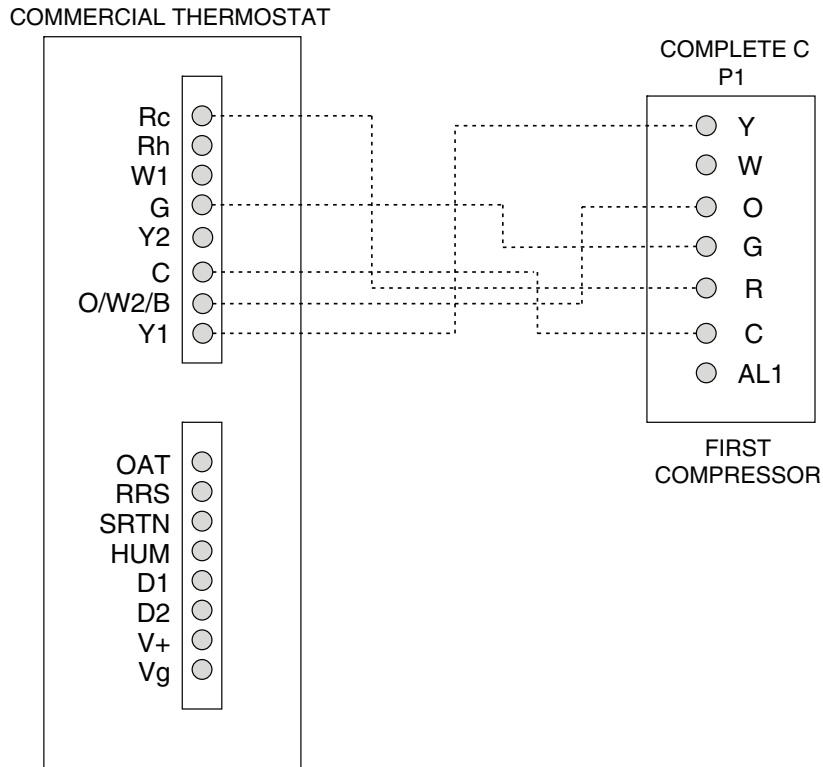 COMMERCIAL THERMOSTAT
Rc
Rh
W1
G
Y2
C
O/W2/B
Y1
OAT
RRS
SRTN
HUM
D1
D2
V+
Vg
COMPLETE C
P1
Y
W
O
G
R
C
AL1
FIRST
COMPRESSOR